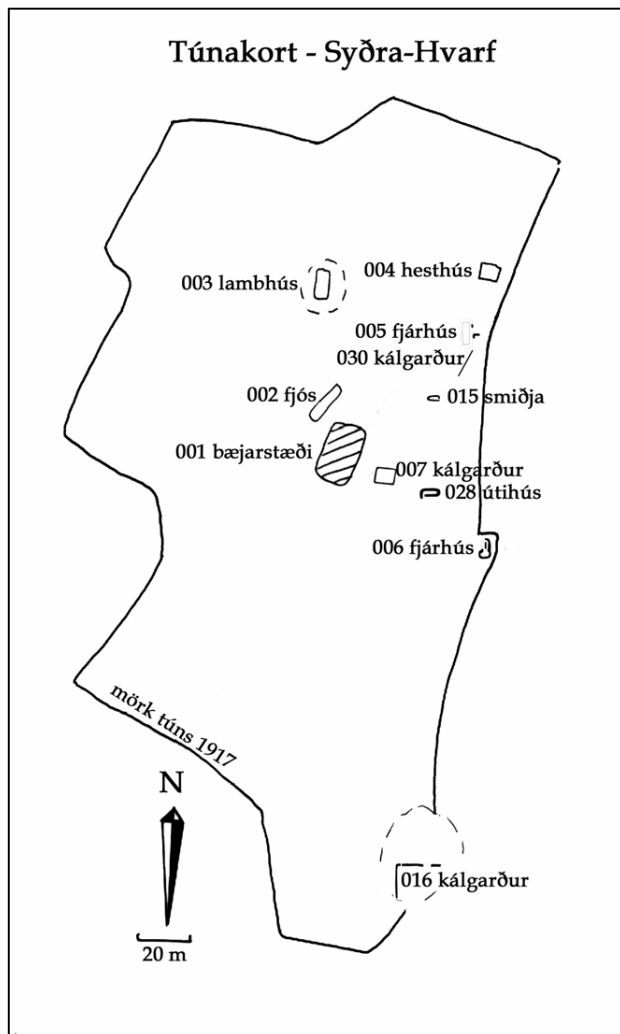 Túnakort - Syðra-Hvarf
004 hesthús
003 lambhús
005 fjárhús
030 kálgarður
002 fjós
015 smiðja
001 bæjarstæði
007 kálgarður
028 útihús
006 fjárhús
mörk túns 1917
N
016 kálgarður
20 m